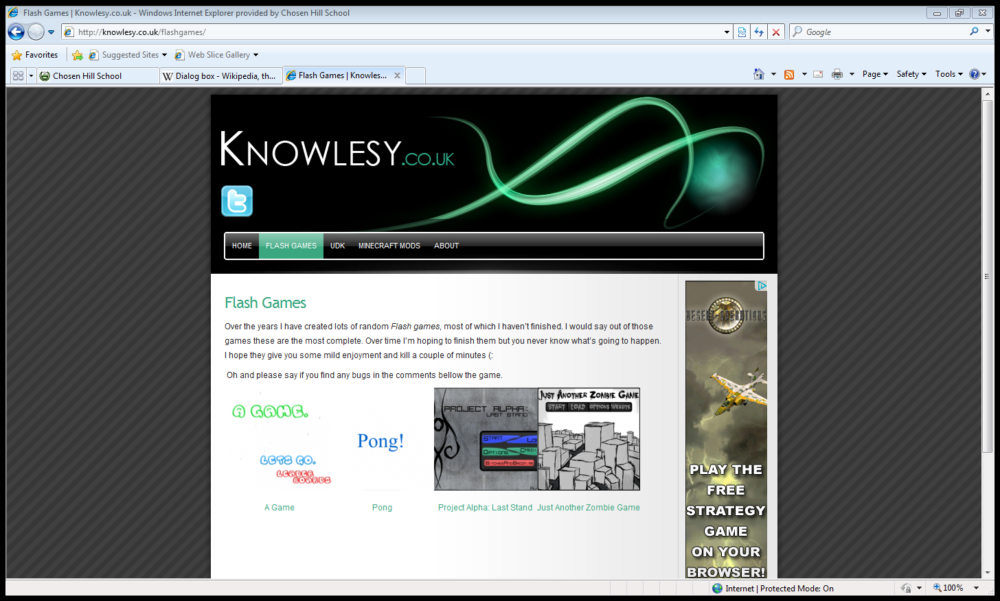 Flash Games | Knowlesy.co.uk - Windows Internet Explorer provided by Chosen Hill School
http://knowlesy.co.uk/flashgames/
Google
Favorites
Suggested Sites
Web Slice Gallery
Chosen Hill School
Dialog box - Wikipedia, th...
Flash Games | Knowles...
Page
Safety
Tools
KNOWLESY.CO.UK
HOME
FLASH GAMES
UDK
MINECRAFT MODS
ABOUT
Flash Games
Over the years I have created lots of random Flash games, most of which I haven't finished. I would say out of those
games these are the most complete. Over time I'm hoping to finish them but you never know what's going to happen.
I hope they give you some mild enjoyment and kill a couple of minutes (:
Oh and please say if you find any bugs in the comments bellow the game.
A GAME.
LETS GO.
LEADER
BOARDS
Pong!
PROJECT ALPHA:
LAST STAND
START
OPTIONS
CREDI
JUST ANOTHER ZOMBIE GAME
START LOAD OPTIONS WEBSITE
A Game
Pong
Project Alpha: Last Stand
Just Another Zombie Game
DESERT OPERATIONS
PLAY THE
FREE
STRATEGY
GAME
ON YOUR
BROWSER!
Internet | Protected Mode: On
100%